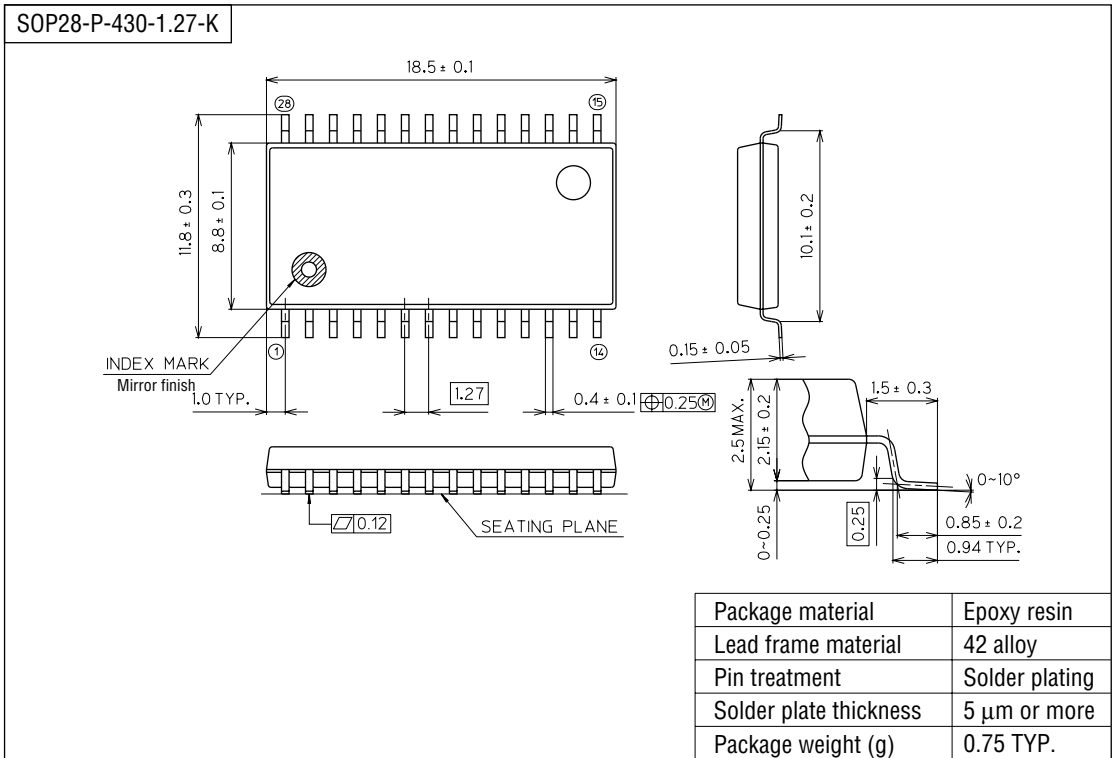 SOP28-P-430-1.27-K
18.5 ± 0.1
28
15
11.8 ± 0.3
8.8 ± 0.1
10.1 ± 0.2
1
14
INDEX MARK
Mirror finish
1.0 TYP.
1.27
0.4 ± 0.1
0.25Ⓜ
0.15 ± 0.05
1.5 ± 0.3
2.5 MAX.
2.15 ± 0.2
0~10°
0~0.25
0.25
0.85 ± 0.2
0.94 TYP.
0.12
SEATING PLANE
Package material Epoxy resin
Lead frame material 42 alloy
Pin treatment Solder plating
Solder plate thickness 5 µm or more
Package weight (g) 0.75 TYP.